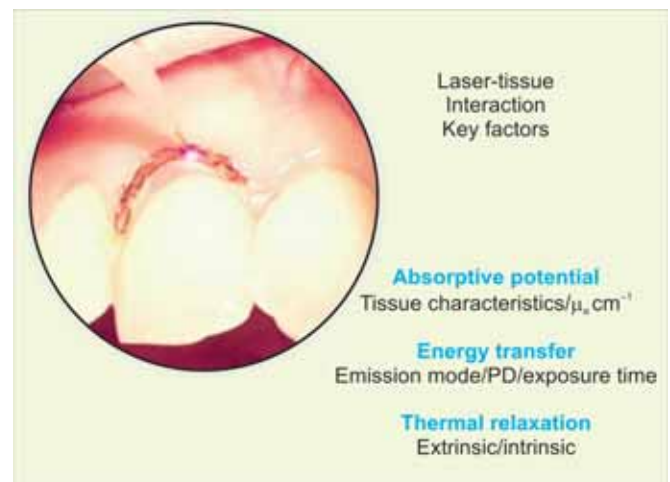 Laser-tissue
Interaction
Key factors
Absorptive potential
Tissue characteristics/μₐ cm⁻¹
Energy transfer
Emission mode/PD/exposure time
Thermal relaxation
Extrinsic/intrinsic